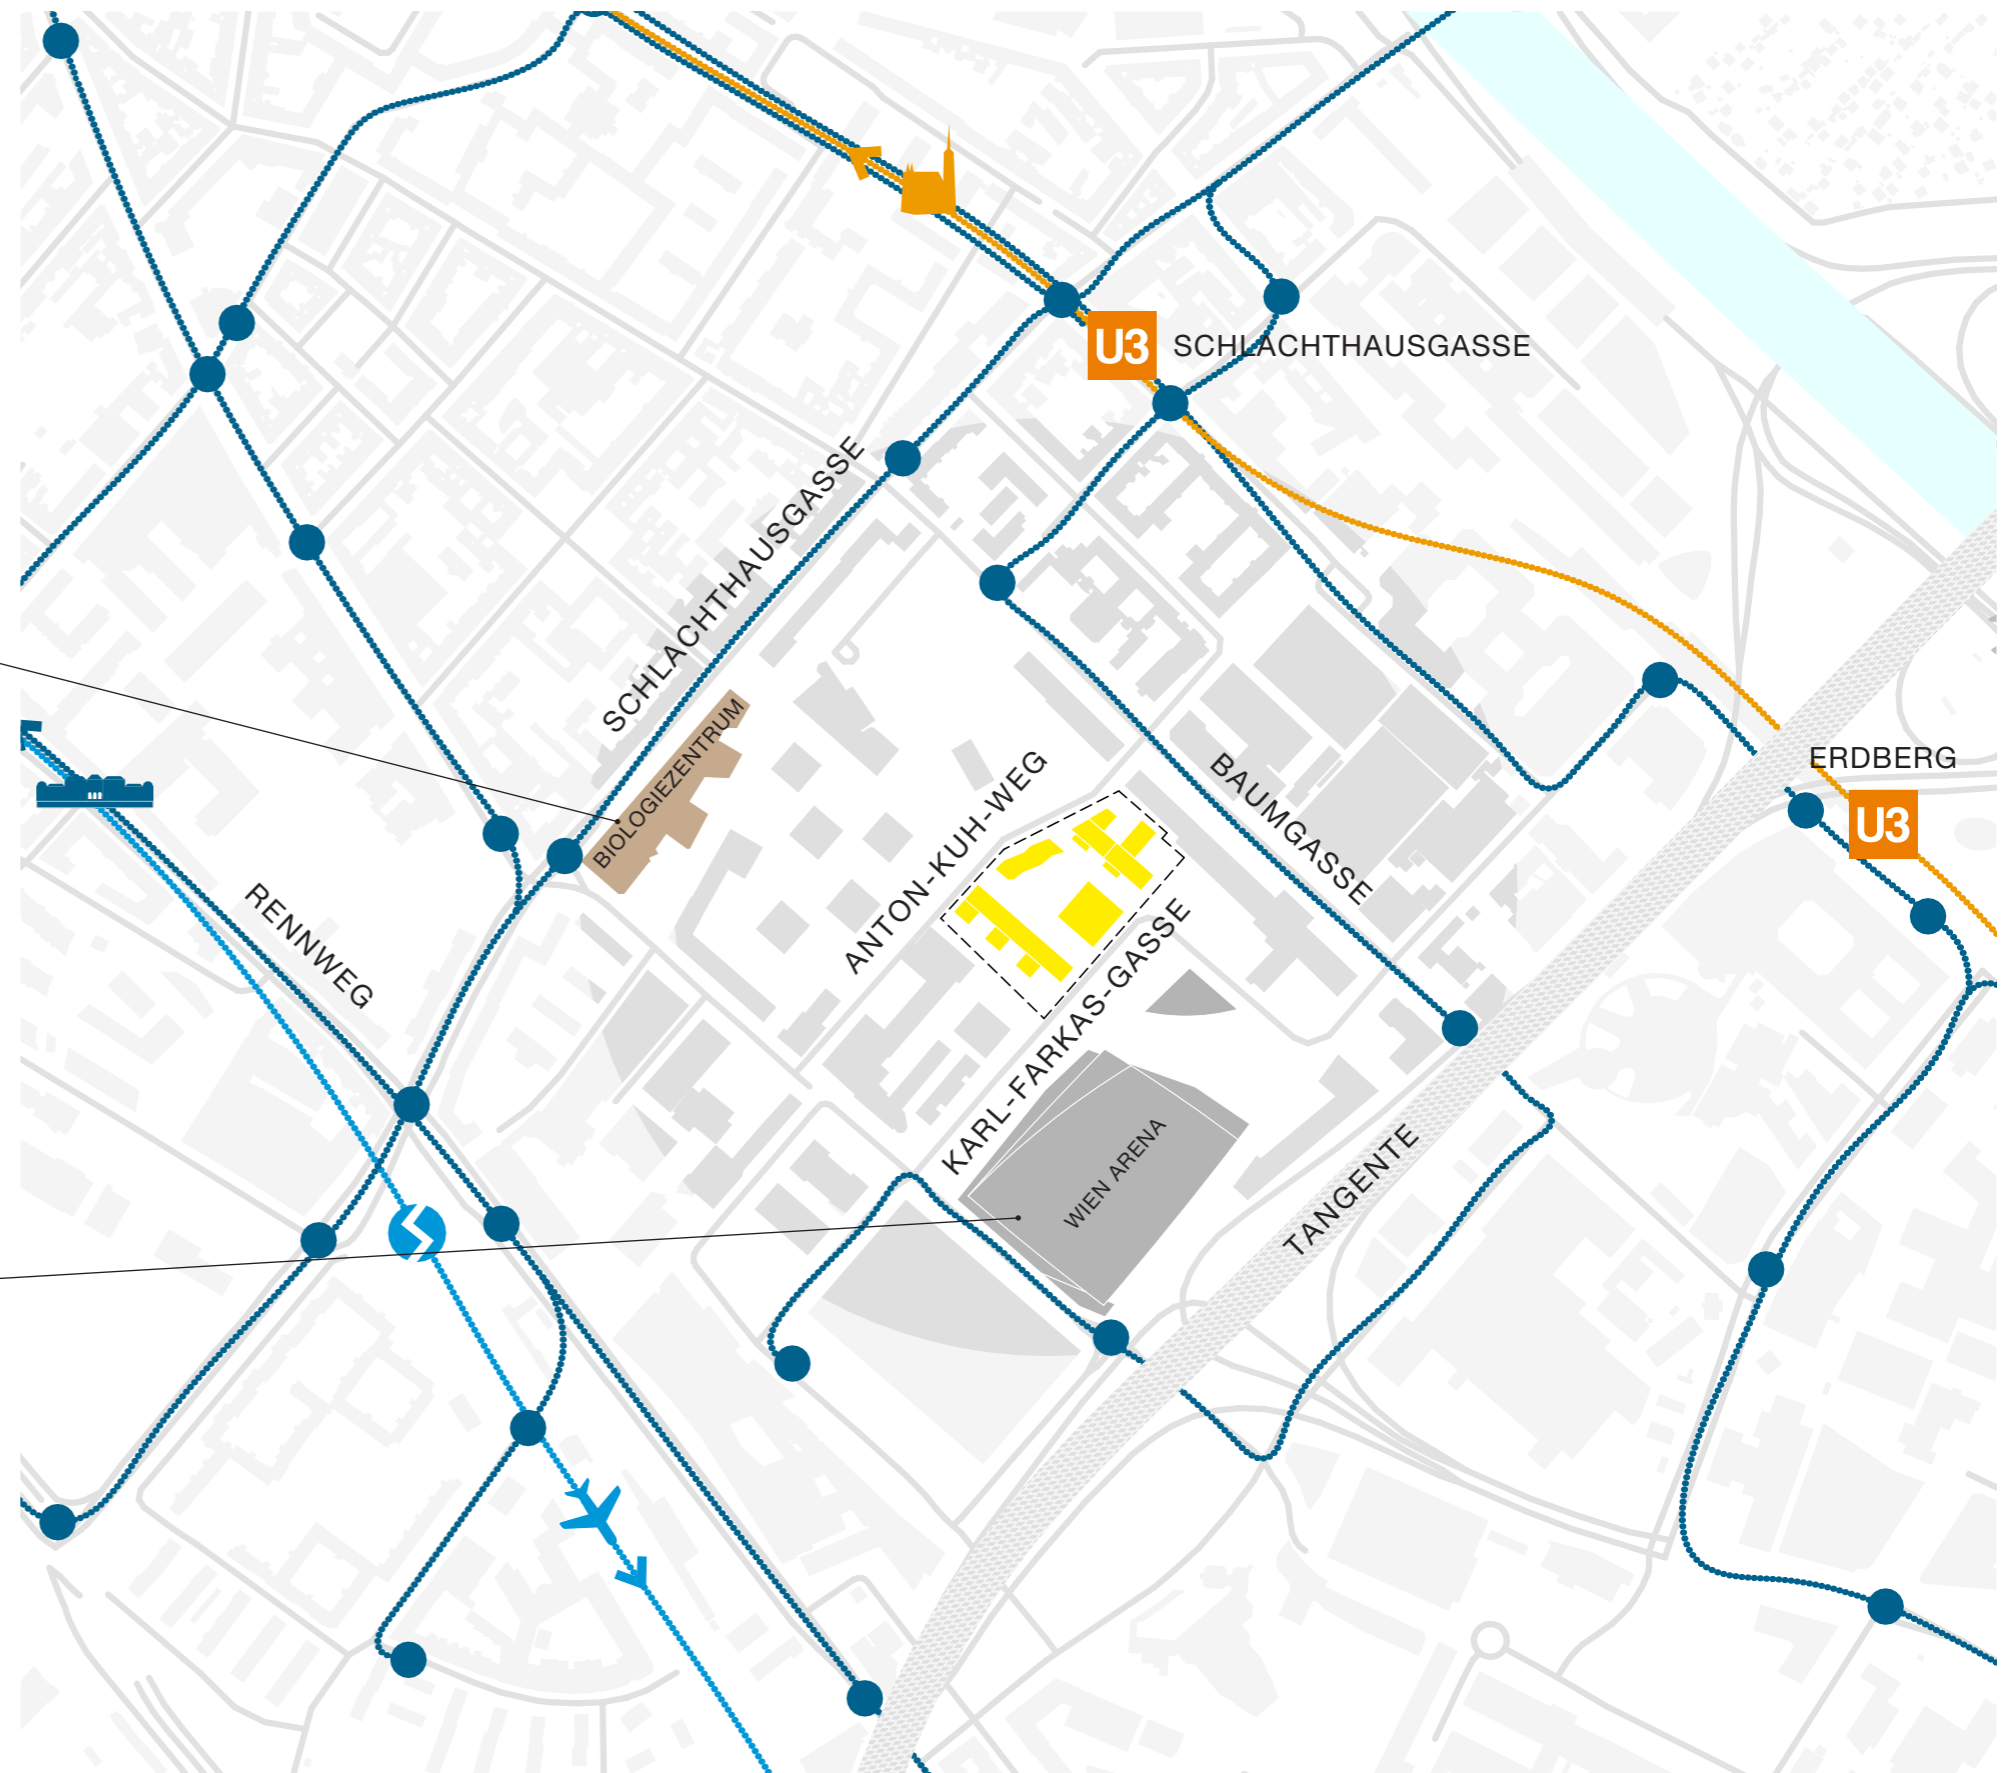 U3
SCHLACHTHAUSGASSE
SCHLACHTHAUSGASSE
BIOLOGIEZENTRUM
ANTON-KUH-WEG
BAUMGASSE
ERDBERG
U3
RENNWEG
KARL-FARKAS-GASSE
WIEN ARENA
TANGENTE